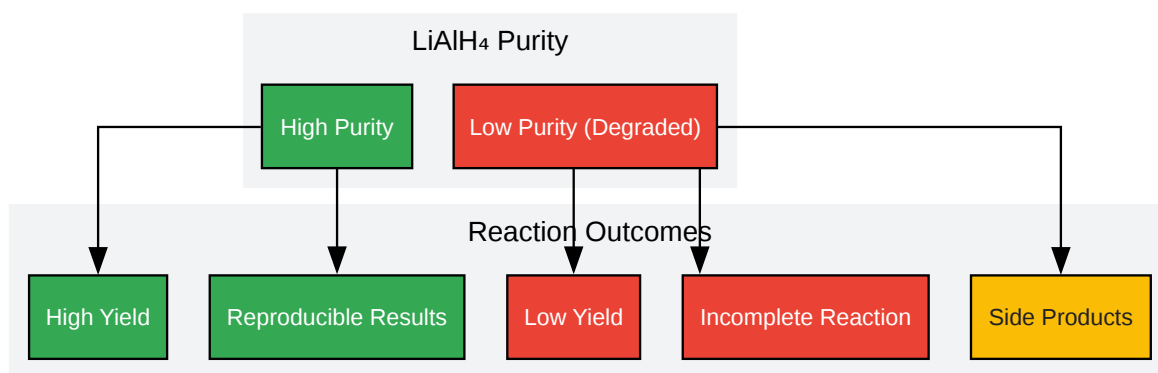 LiAlH₄ Purity
High Purity
Low Purity (Degraded)
Reaction Outcomes
High Yield
Reproducible Results
Low Yield
Incomplete Reaction
Side Products